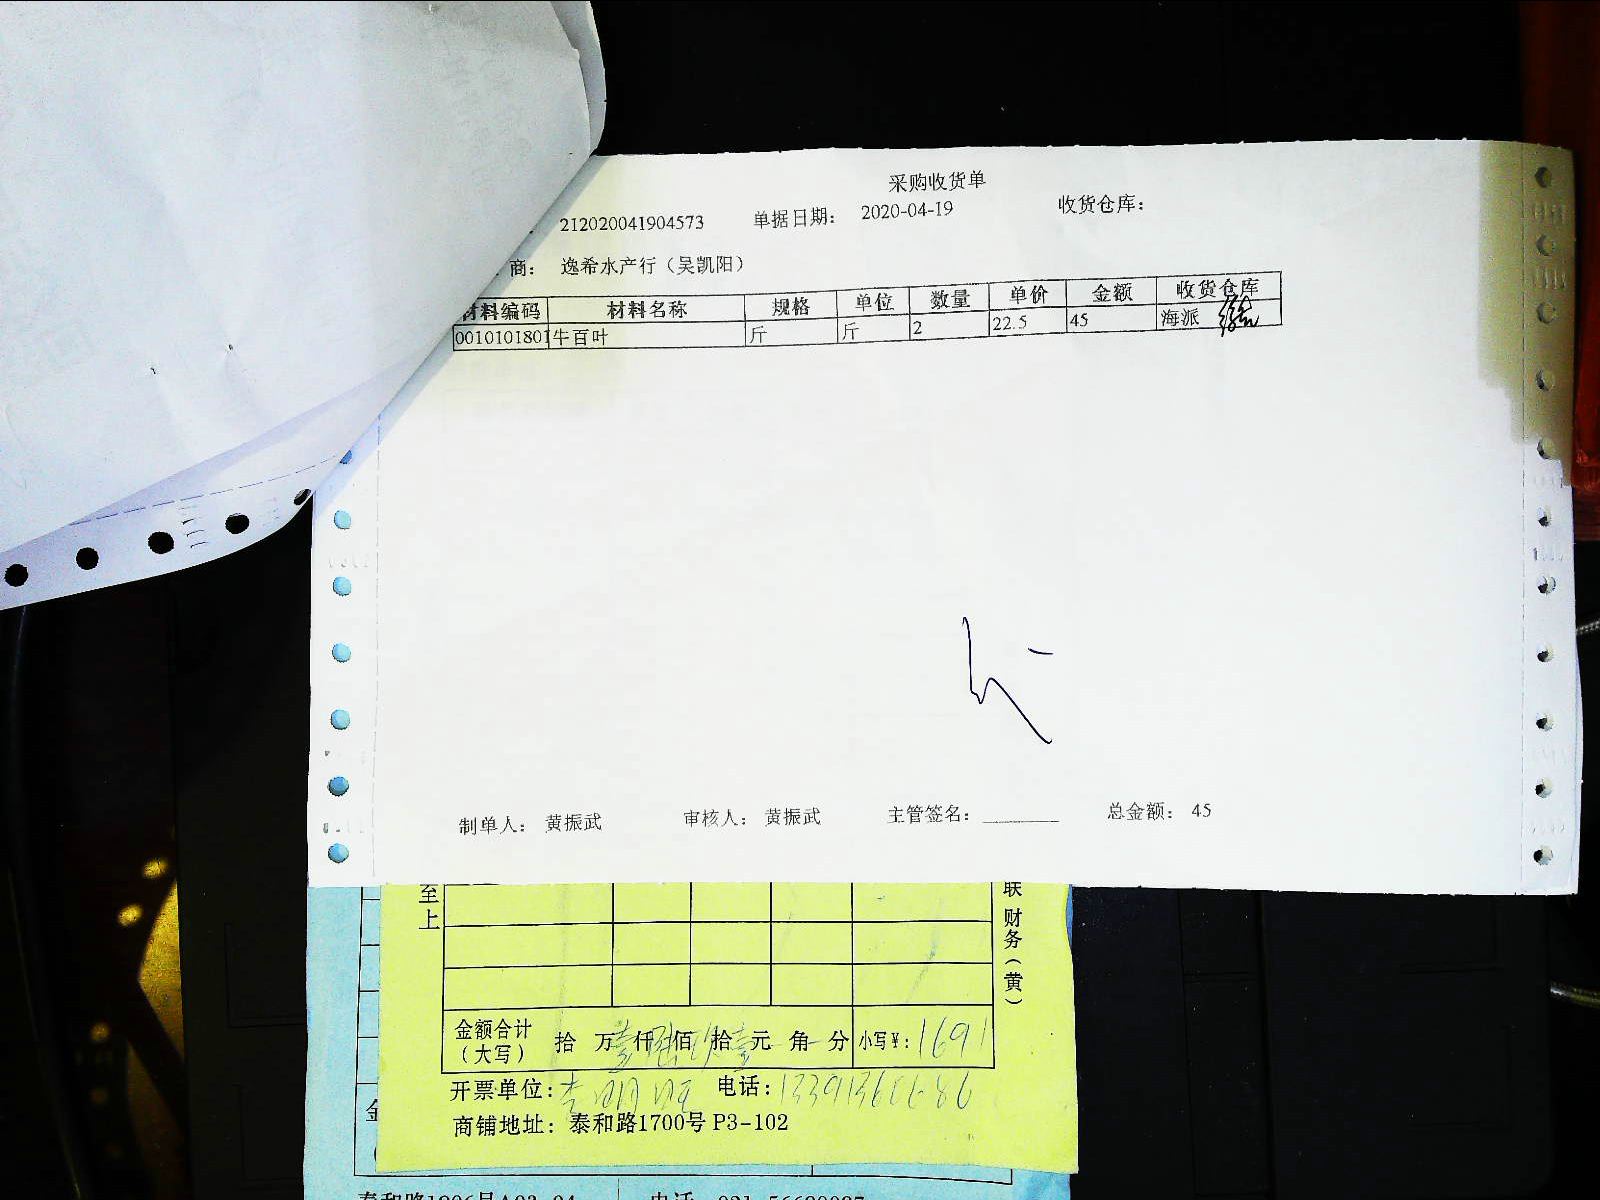 采购收货单
212020041904573 单据日期： 2020-04-19 收货仓库：
商： 逸希水产行（吴凯阳）
材料编码 材料名称 规格 单位 数量 单价 金额 收货仓库
0010101801 牛百叶 斤 斤 2 22.5 45 海派
制单人： 黄振武 审核人： 黄振武 主管签名：______ 总金额： 45
至上
联 财务（黄）
金额合计（大写） 拾 万 仟 佰 拾 元 角 分 小写¥：1691
开票单位： 电话：
商铺地址：泰和路1700号 P3-102
金